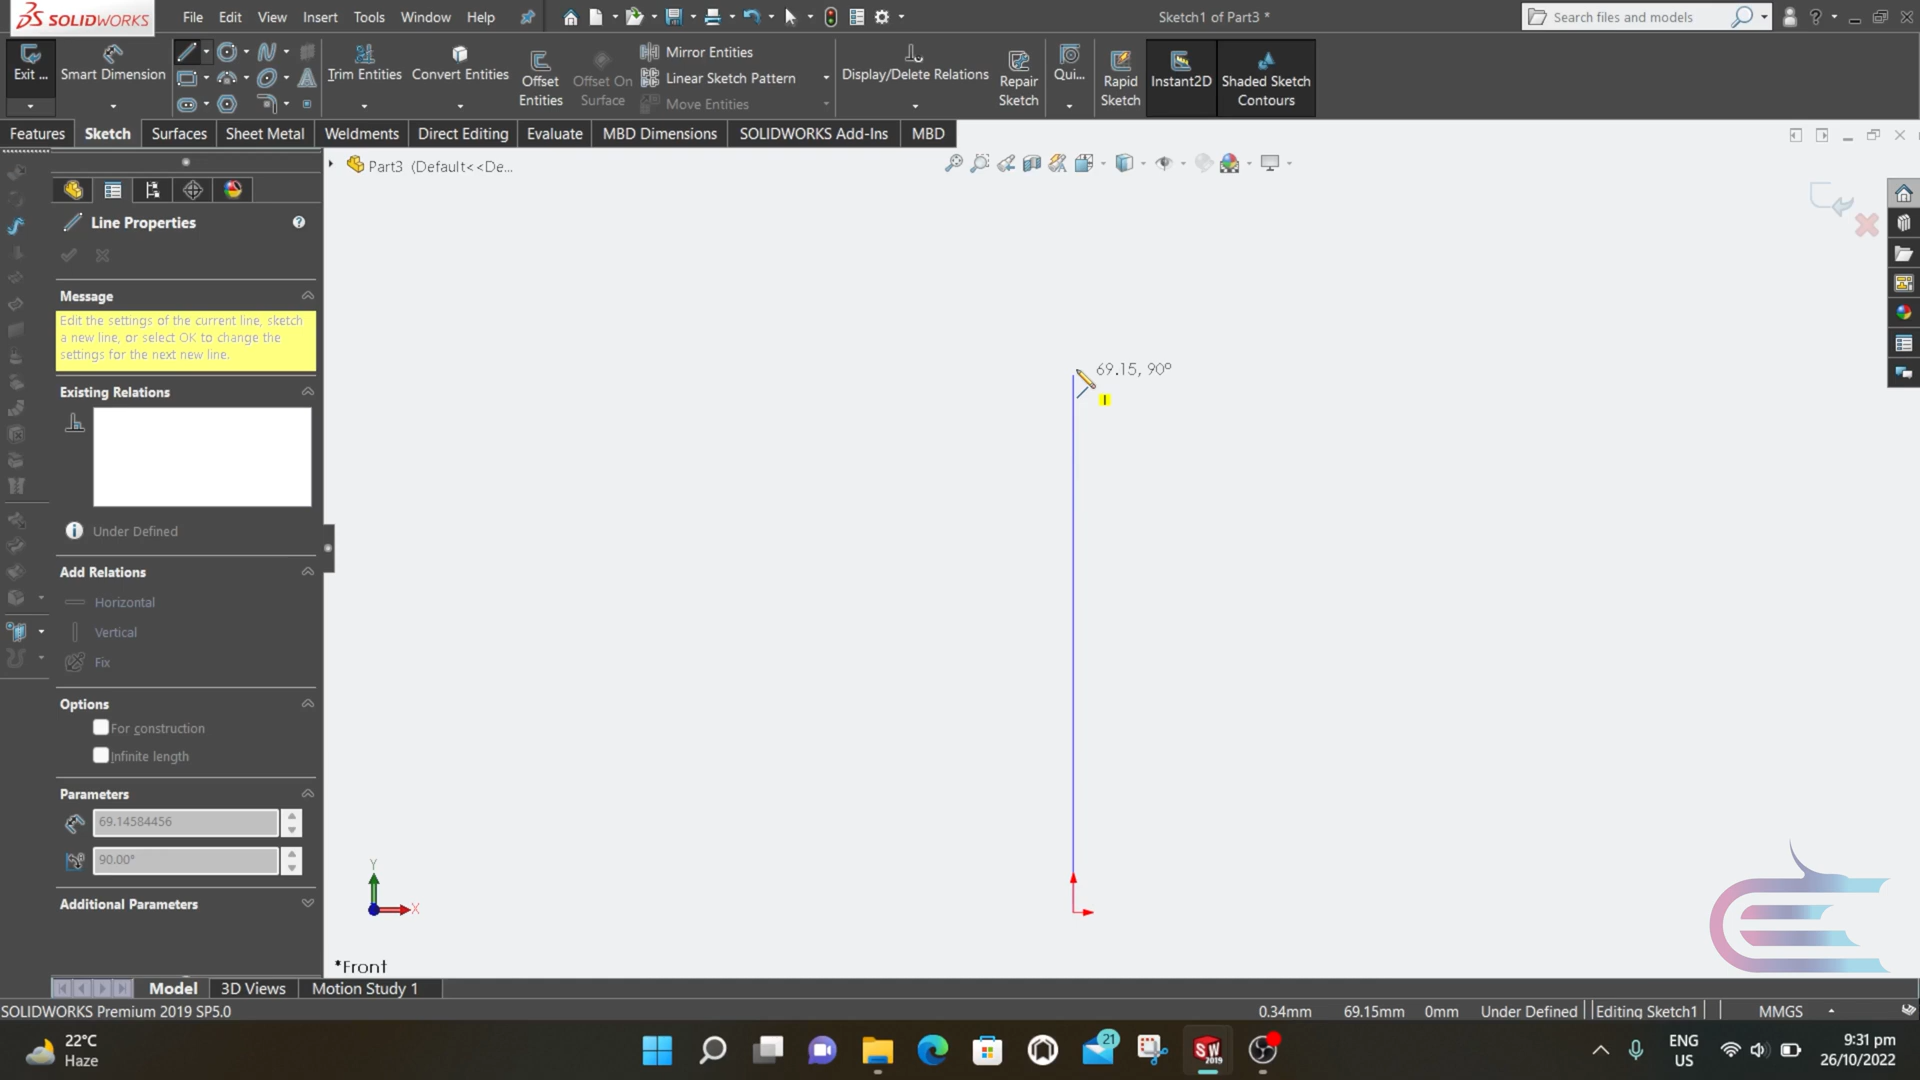 SOLIDWORKS
File Edit View Insert Tools Window Help
Sketch1 of Part3 *
Search files and models
Exit ...
Smart Dimension
Trim Entities
Convert Entities
Offset Entities
Offset On Surface
Mirror Entities
Linear Sketch Pattern
Move Entities
Display/Delete Relations
Repair Sketch
Qui...
Rapid Sketch
Instant2D
Shaded Sketch Contours
Features Sketch Surfaces Sheet Metal Weldments Direct Editing Evaluate MBD Dimensions SOLIDWORKS Add-Ins MBD
Part3 (Default<<De...
Line Properties
Message
Edit the settings of the current line, sketch
a new line, or select OK to change the
settings for the next new line.
Existing Relations
Under Defined
Add Relations
Horizontal
Vertical
Fix
Options
For construction
Infinite length
Parameters
69.14584456
90.00°
Additional Parameters
69.15, 90°
Y
X
*Front
Model 3D Views Motion Study 1
SOLIDWORKS Premium 2019 SP5.0
0.34mm 69.15mm 0mm Under Defined Editing Sketch1 MMGS
22°C
Haze
21
SW
2019
ENG
US
9:31 pm
26/10/2022